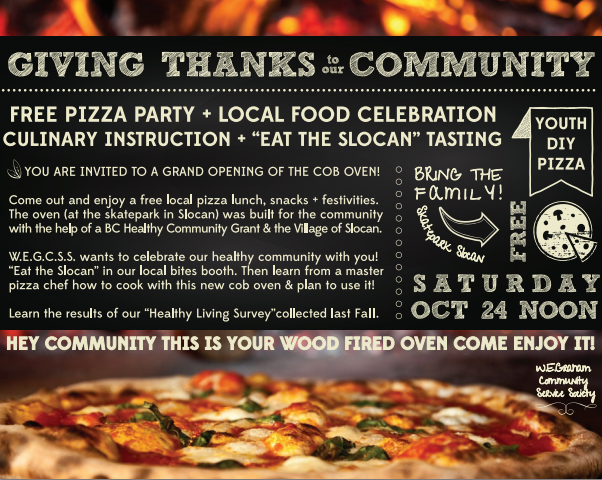 GIVING THANKS to our COMMUNITY
FREE PIZZA PARTY + LOCAL FOOD CELEBRATION
CULINARY INSTRUCTION + "EAT THE SLOCAN" TASTING
YOUTH
DIY
PIZZA
YOU ARE INVITED TO A GRAND OPENING OF THE COB OVEN!
Come out and enjoy a free local pizza lunch, snacks + festivities.
The oven (at the skatepark in Slocan) was built for the community
with the help of a BC Healthy Community Grant & the Village of Slocan.
W.E.G.C.S.S. wants to celebrate our healthy community with you!
"Eat the Slocan" in our local bites booth. Then learn from a master
pizza chef how to cook with this new cob oven & plan to use it!
Learn the results of our "Healthy Living Survey"collected last Fall.
BRING THE
FAMILY!
Skatepark Slocan
FREE
SATURDAY
OCT 24 NOON
HEY COMMUNITY THIS IS YOUR WOOD FIRED OVEN COME ENJOY IT!
W.E.Graham
Community
Service Society